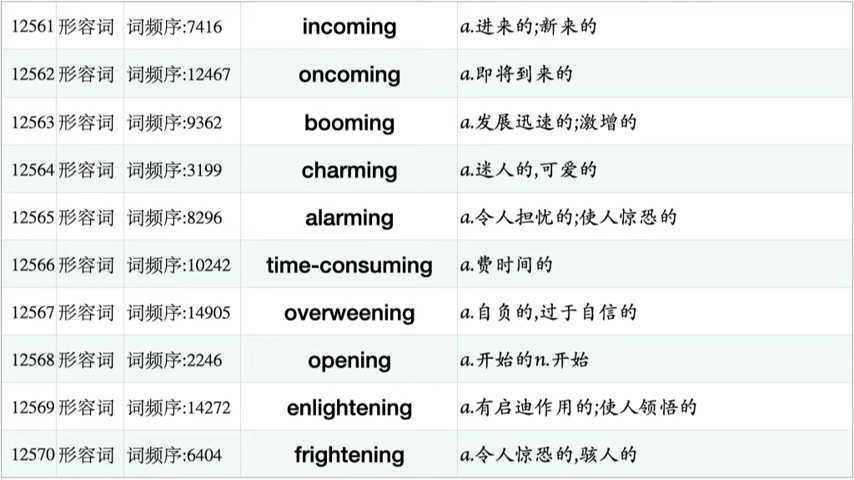 12561 形容词 词频序:7416 incoming a.进来的;新来的
12562 形容词 词频序:12467 oncoming a.即将到来的
12563 形容词 词频序:9362 booming a.发展迅速的;激增的
12564 形容词 词频序:3199 charming a.迷人的,可爱的
12565 形容词 词频序:8296 alarming a.令人担忧的;使人惊恐的
12566 形容词 词频序:10242 time-consuming a.费时间的
12567 形容词 词频序:14905 overweening a.自负的,过于自信的
12568 形容词 词频序:2246 opening a.开始的n.开始
12569 形容词 词频序:14272 enlightening a.有启迪作用的;使人领悟的
12570 形容词 词频序:6404 frightening a.令人惊恐的,骇人的